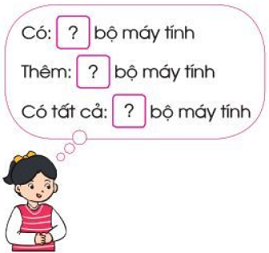 Có: ? bộ máy tính
Thêm: ? bộ máy tính
Có tất cả: ? bộ máy tính